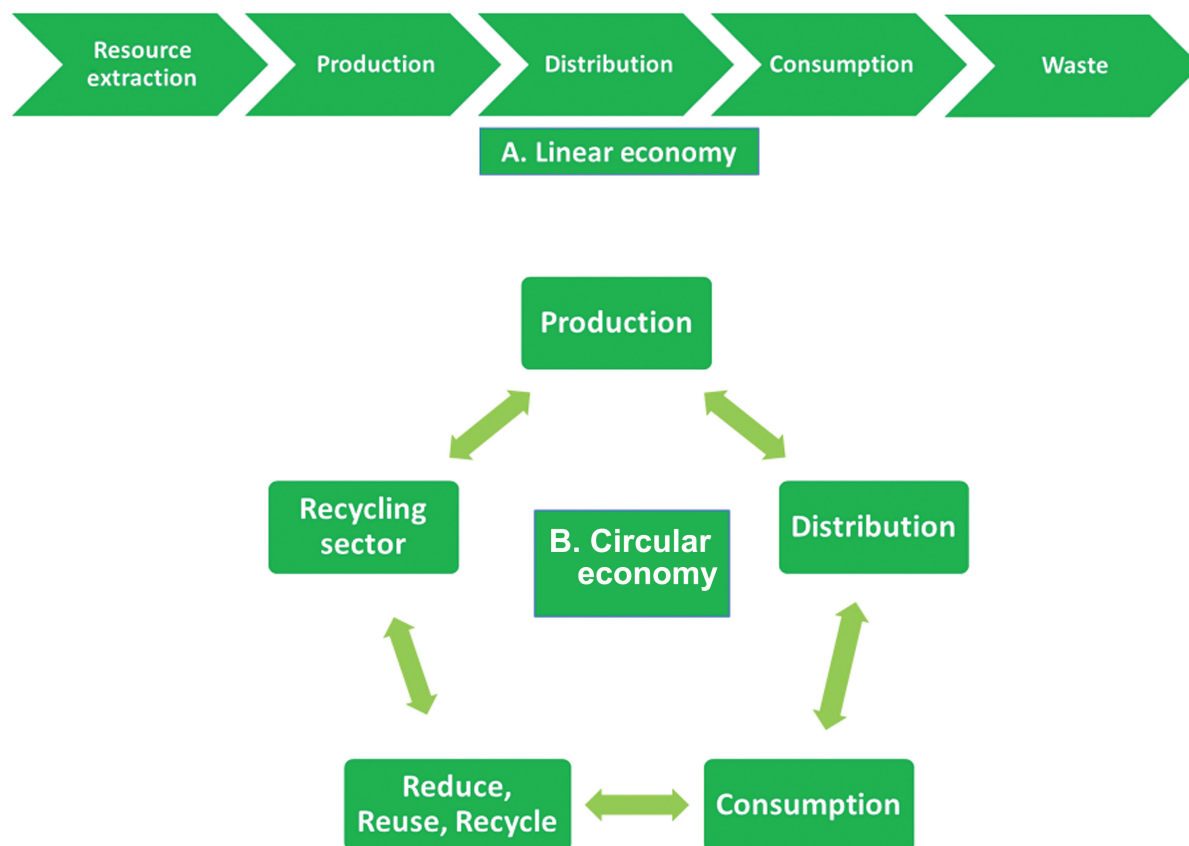 Resource
extraction
Production
Distribution
Consumption
Waste
A. Linear economy
Production
Recycling
sector
B. Circular
economy
Distribution
Reduce,
Reuse, Recycle
Consumption